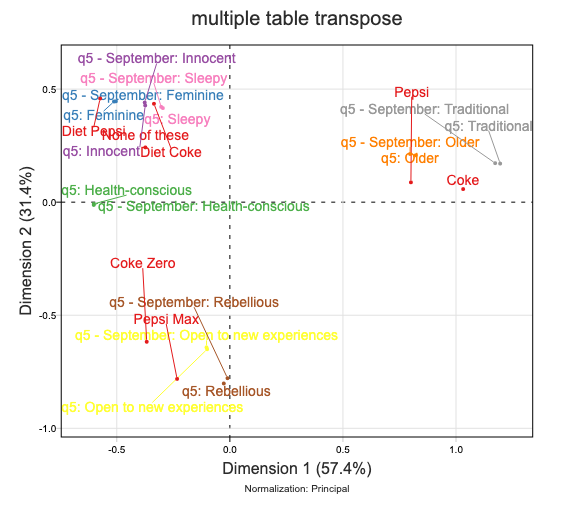 multiple table transpose
q5 - September: Innocent
q5 - September: Sleepy
q5 - September: Feminine
q5: Feminine
q5: Sleepy
Diet Pepsi
None of these
q5: Innocent
Diet Coke
Pepsi
q5 - September: Traditional
q5: Traditional
q5 - September: Older
q5: Older
Coke
q5: Health-conscious
q5 - September: Health-conscious
Coke Zero
q5 - September: Rebellious
Pepsi Max
q5 - September: Open to new experiences
q5: Rebellious
q5: Open to new experiences
0.5
0.0
-0.5
-1.0
Dimension 2 (31.4%)
-0.5
0.0
0.5
1.0
Dimension 1 (57.4%)
Normalization: Principal